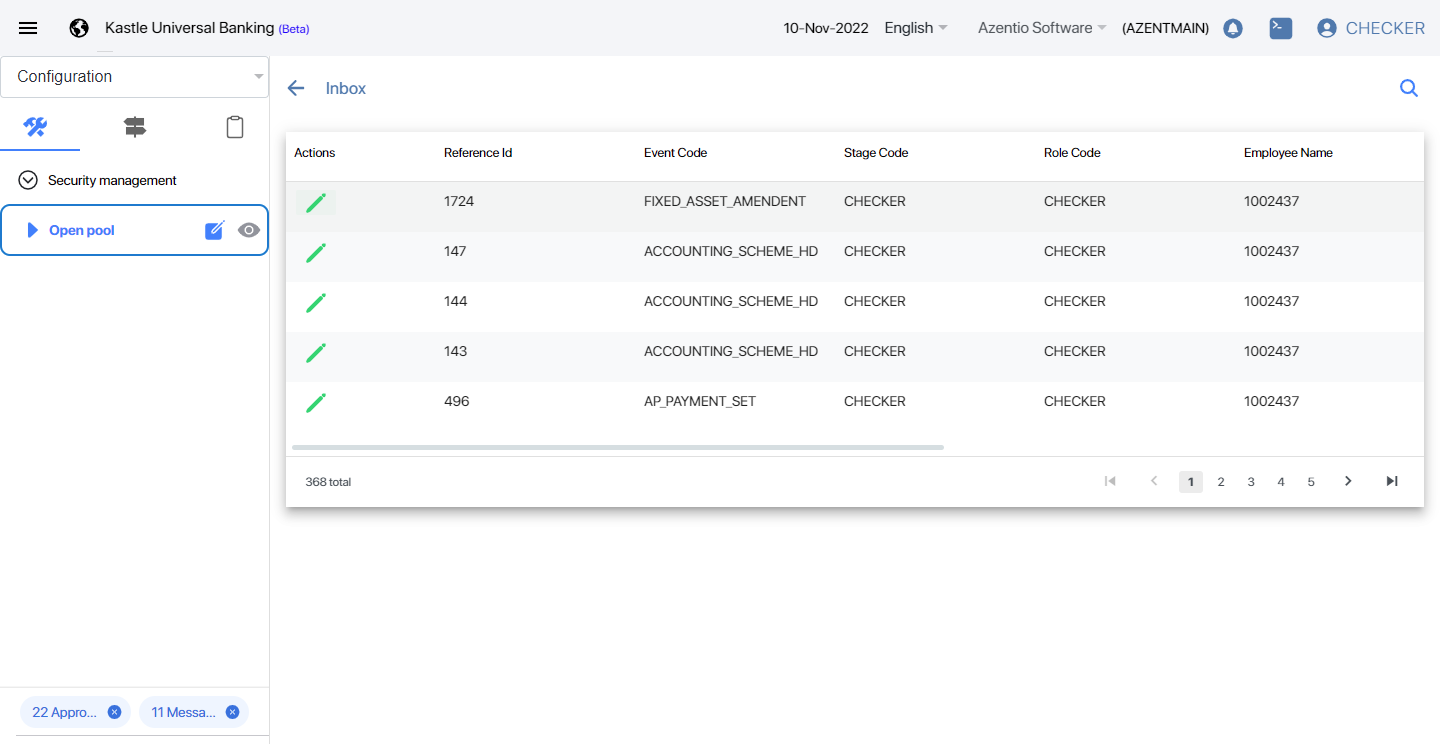 Kastle Universal Banking (Beta)
10-Nov-2022 English Azentio Software (AZENTMAIN) CHECKER
Configuration
Security management
Open pool
22 Appro... 11 Messa...
Inbox
Actions Reference Id Event Code Stage Code Role Code Employee Name
1724 FIXED_ASSET_AMENDENT CHECKER CHECKER 1002437
147 ACCOUNTING_SCHEME_HD CHECKER CHECKER 1002437
144 ACCOUNTING_SCHEME_HD CHECKER CHECKER 1002437
143 ACCOUNTING_SCHEME_HD CHECKER CHECKER 1002437
496 AP_PAYMENT_SET CHECKER CHECKER 1002437
368 total 1 2 3 4 5